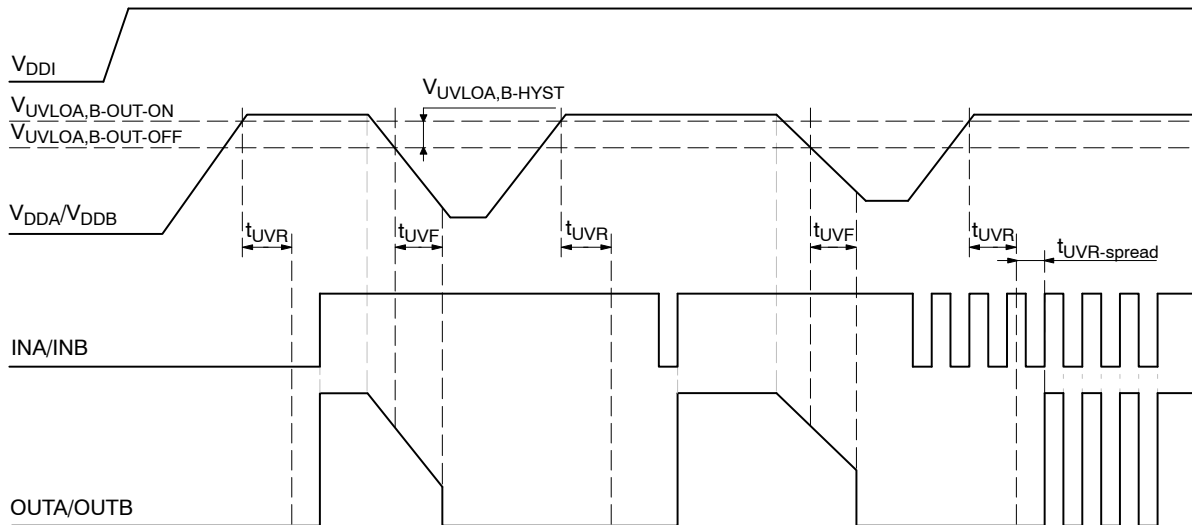 VDDI
VUVLOA,B-OUT-ON
VUVLOA,B-HYST
VUVLOA,B-OUT-OFF
VDDA/VDDB
tUVR
tUVF
tUVR
tUVF
tUVR
tUVR-spread
INA/INB
OUTA/OUTB